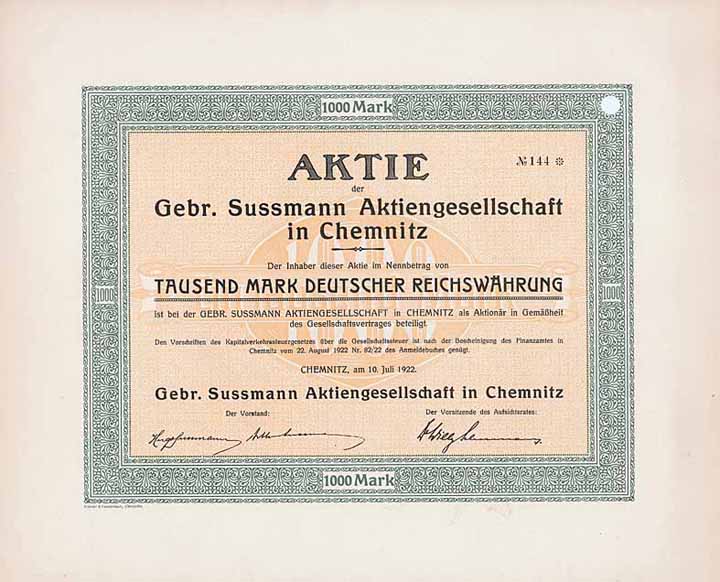 1000 Mark
AKTIE
№ 144 ✲
der
Gebr. Sussmann Aktiengesellschaft
in Chemnitz
Der Inhaber dieser Aktie im Nennbetrag von
TAUSEND MARK DEUTSCHER REICHSWÄHRUNG
1000
1000
ist bei der GEBR. SUSSMANN AKTIENGESELLSCHAFT in CHEMNITZ als Aktionär in Gemäßheit
des Gesellschaftsvertrages beteiligt.
Den Vorschriften des Kapitalverkehrssteuergesetzes über die Gesellschaftssteuer ist nach der Bescheinigung des Finanzamtes in
Chemnitz vom 22. August 1922 Nr. 82/22 des Anmeldebuches genügt.
CHEMNITZ, am 10. Juli 1922.
Gebr. Sussmann Aktiengesellschaft in Chemnitz
Der Vorstand:
Der Vorsitzende des Aufsichtsrates:
1000 Mark